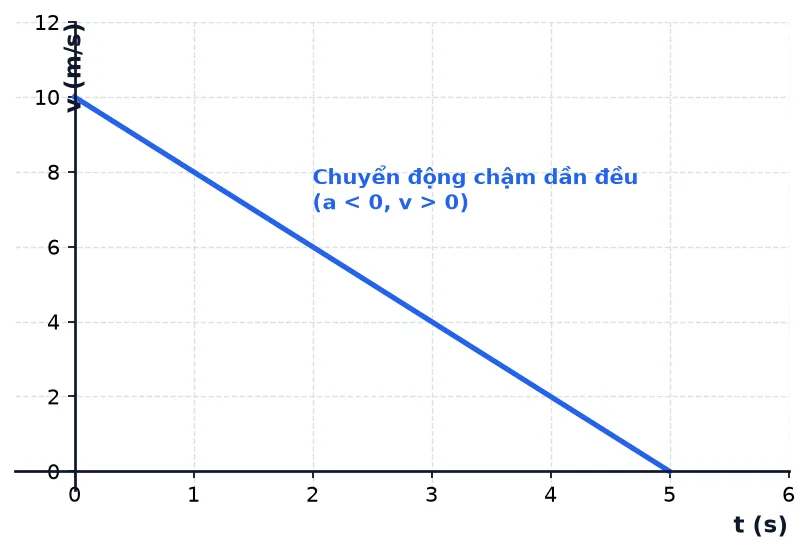 v (m/s)
12
10
8
6
4
2
0
Chuyển động chậm dần đều
(a < 0, v > 0)
0 1 2 3 4 5 6
t (s)